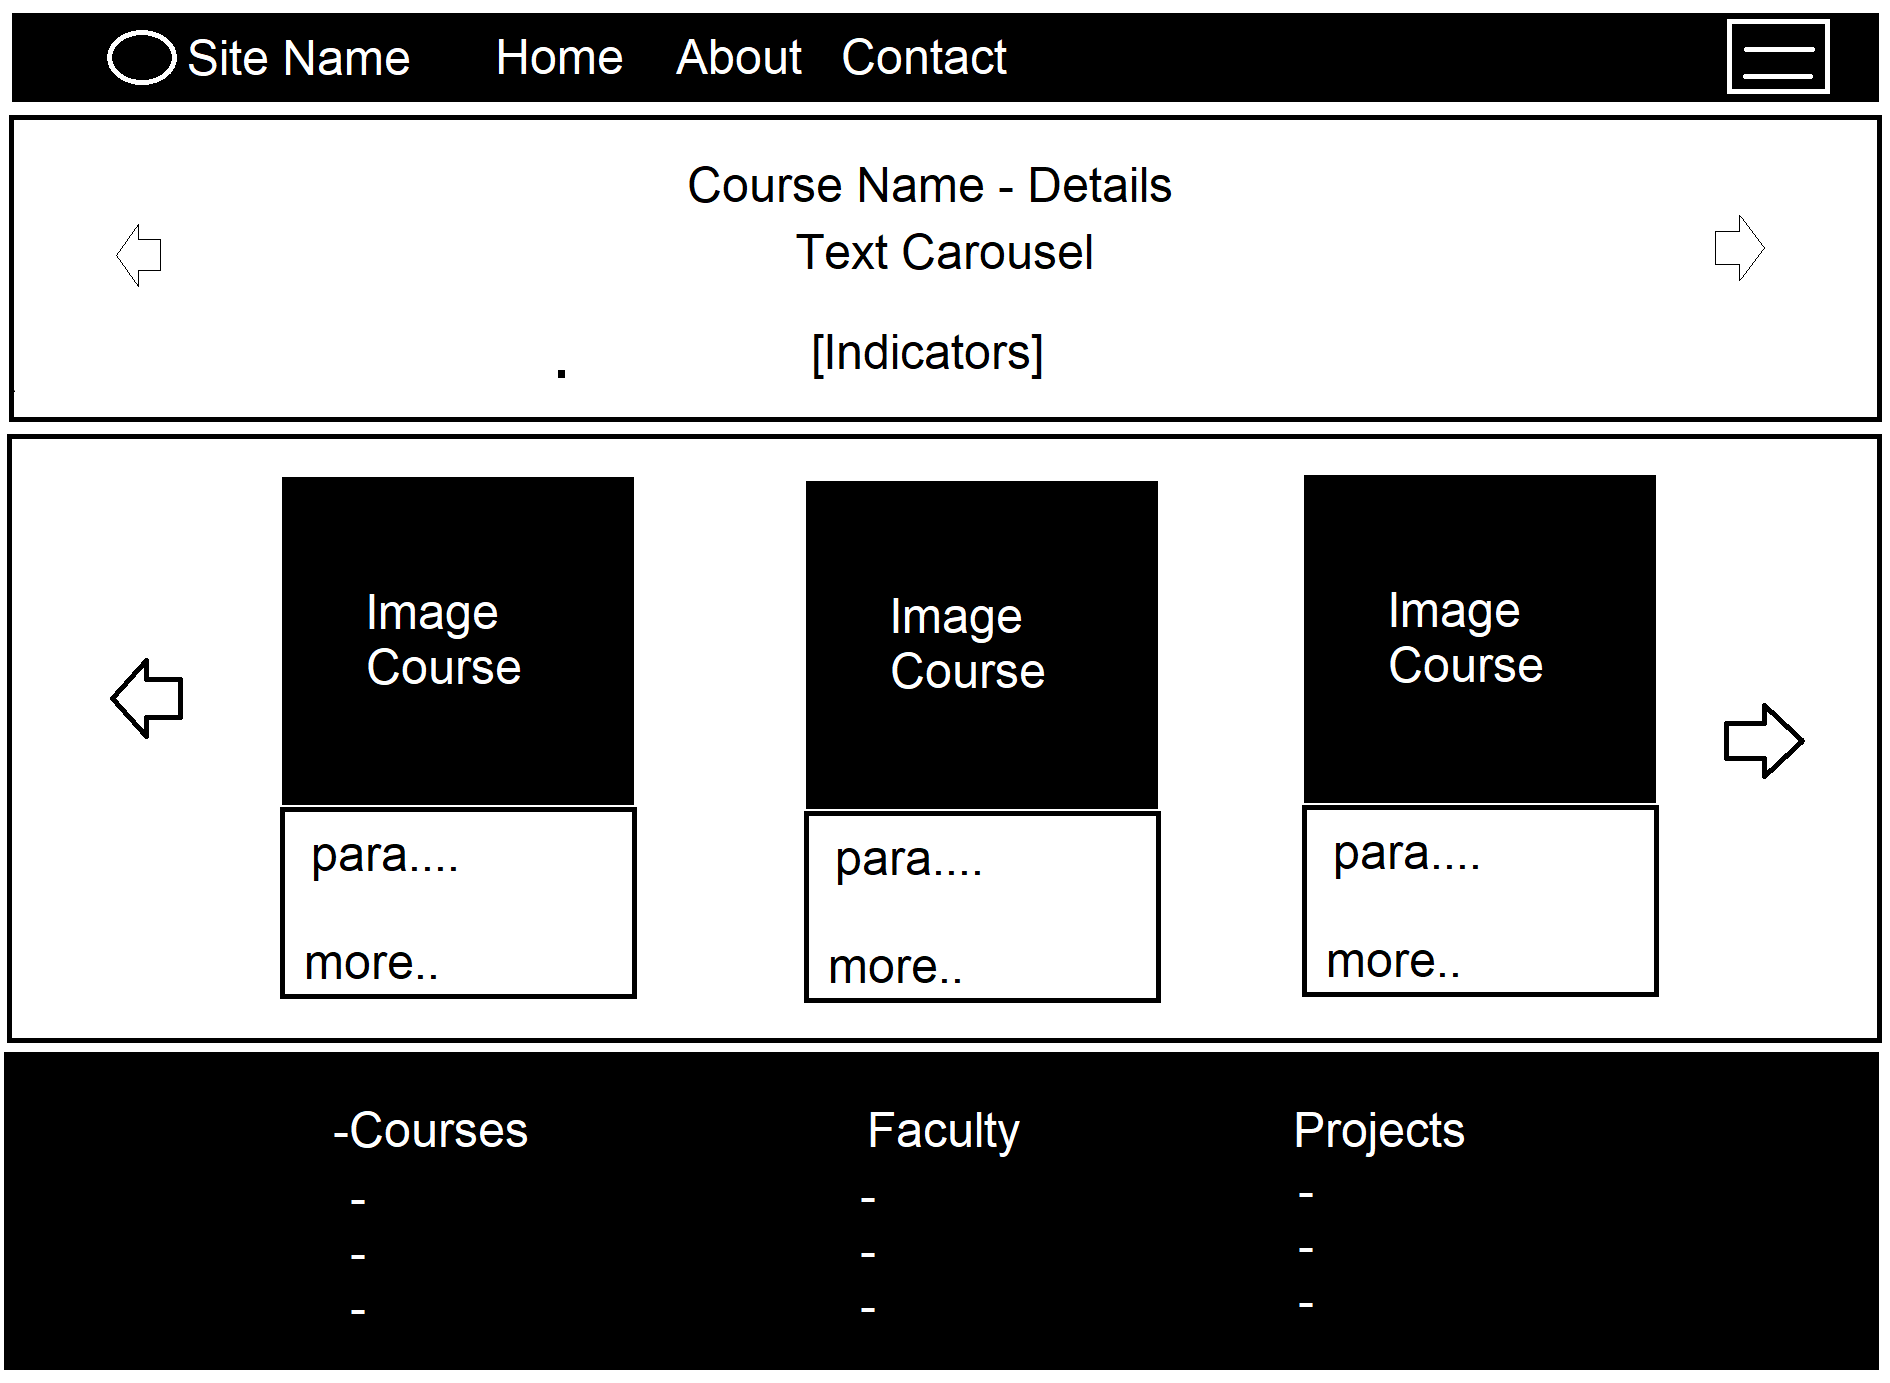 Site Name Home About Contact
Course Name - Details
Text Carousel
[Indicators]
.
Image Image Image
Course Course Course
para.... para.... para....
more.. more.. more..
-Courses Faculty Projects
- - -
- - -
- - -